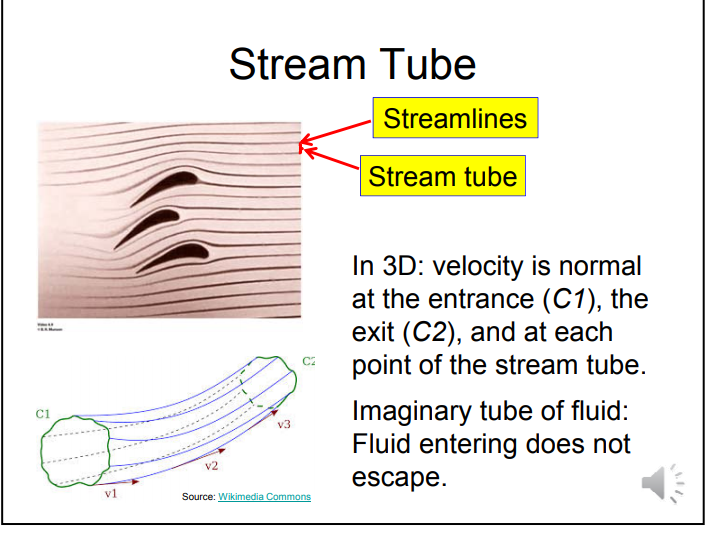 Stream Tube
Streamlines
Stream tube
In 3D: velocity is normal
at the entrance (C1), the
exit (C2), and at each
point of the stream tube.
Imaginary tube of fluid:
Fluid entering does not
escape.
C1
C2
v3
v2
v1
Source: Wikimedia Commons